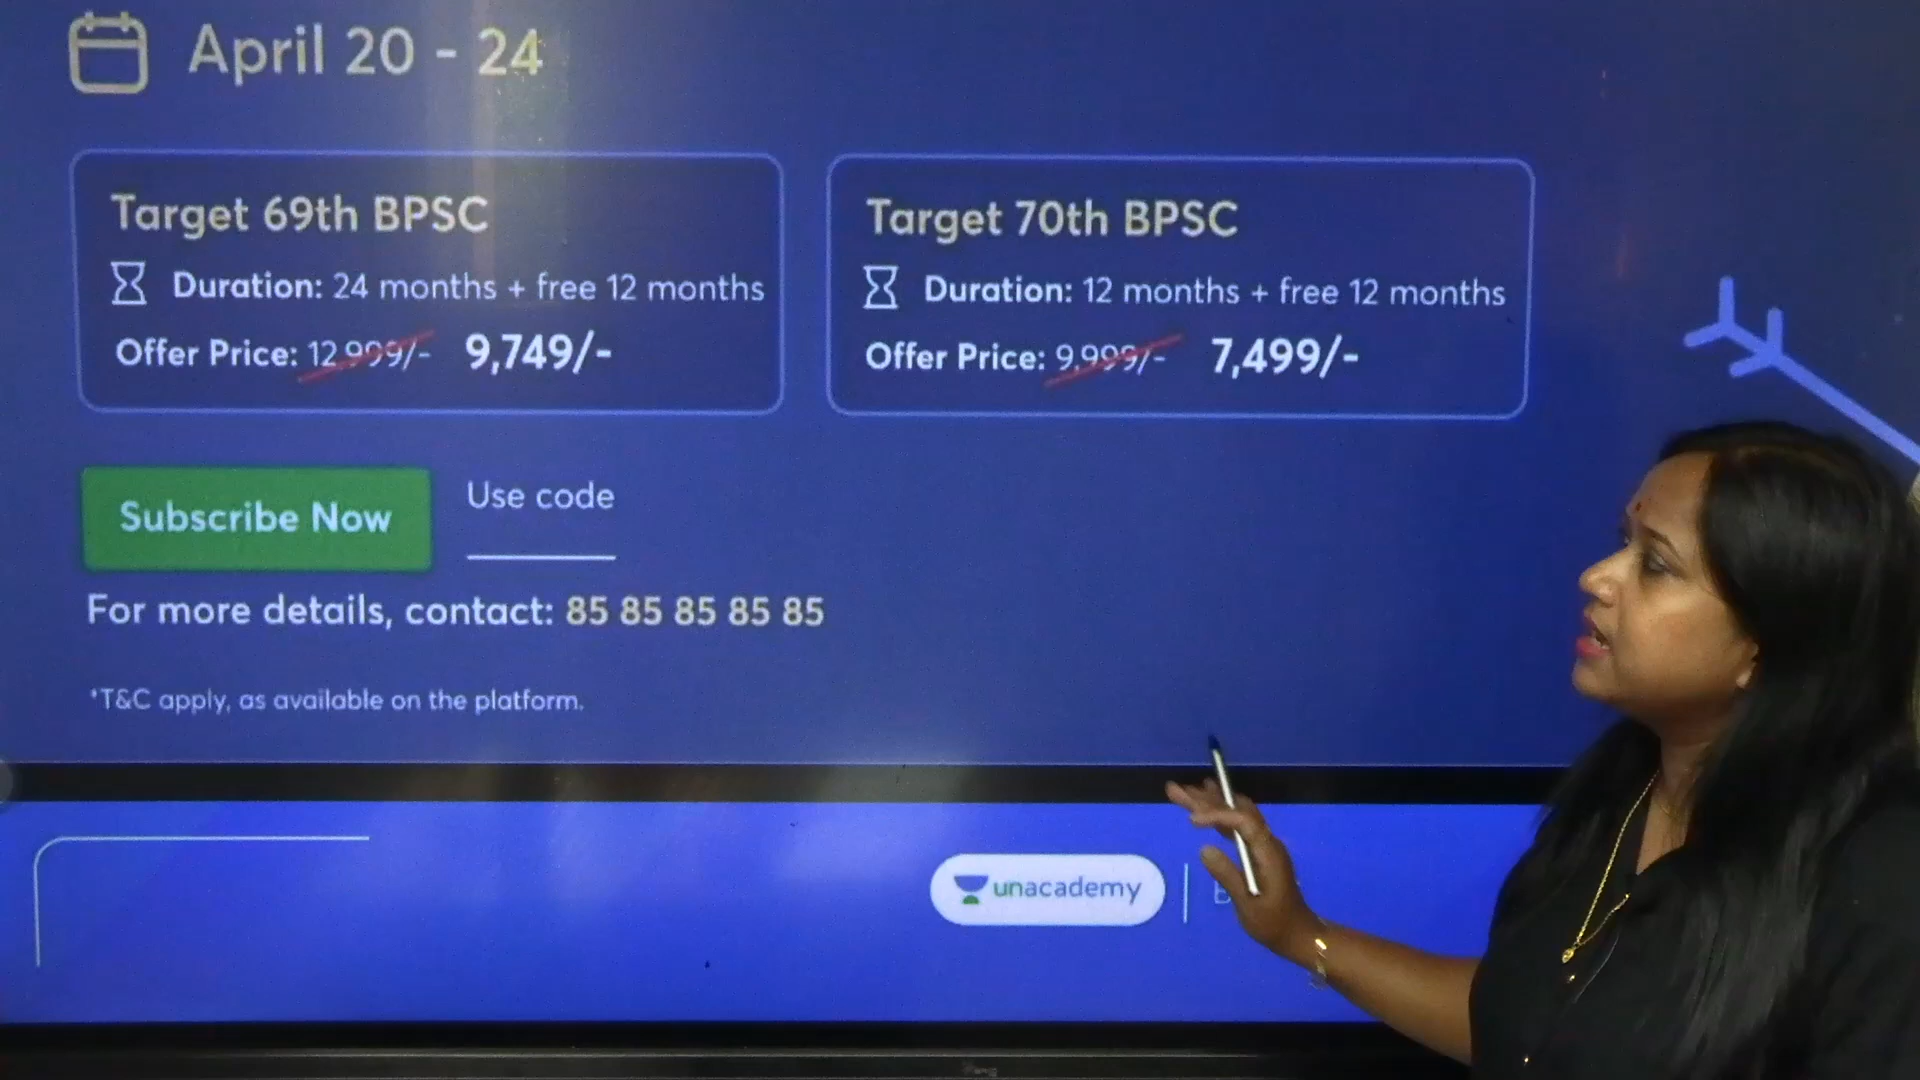 April 20 - 24
Target 69th BPSC
Duration: 24 months + free 12 months
Offer Price: 12,999/- 9,749/-
Target 70th BPSC
Duration: 12 months + free 12 months
Offer Price: 9,999/- 7,499/-
Subscribe Now
Use code
For more details, contact: 85 85 85 85 85
*T&C apply, as available on the platform.
unacademy